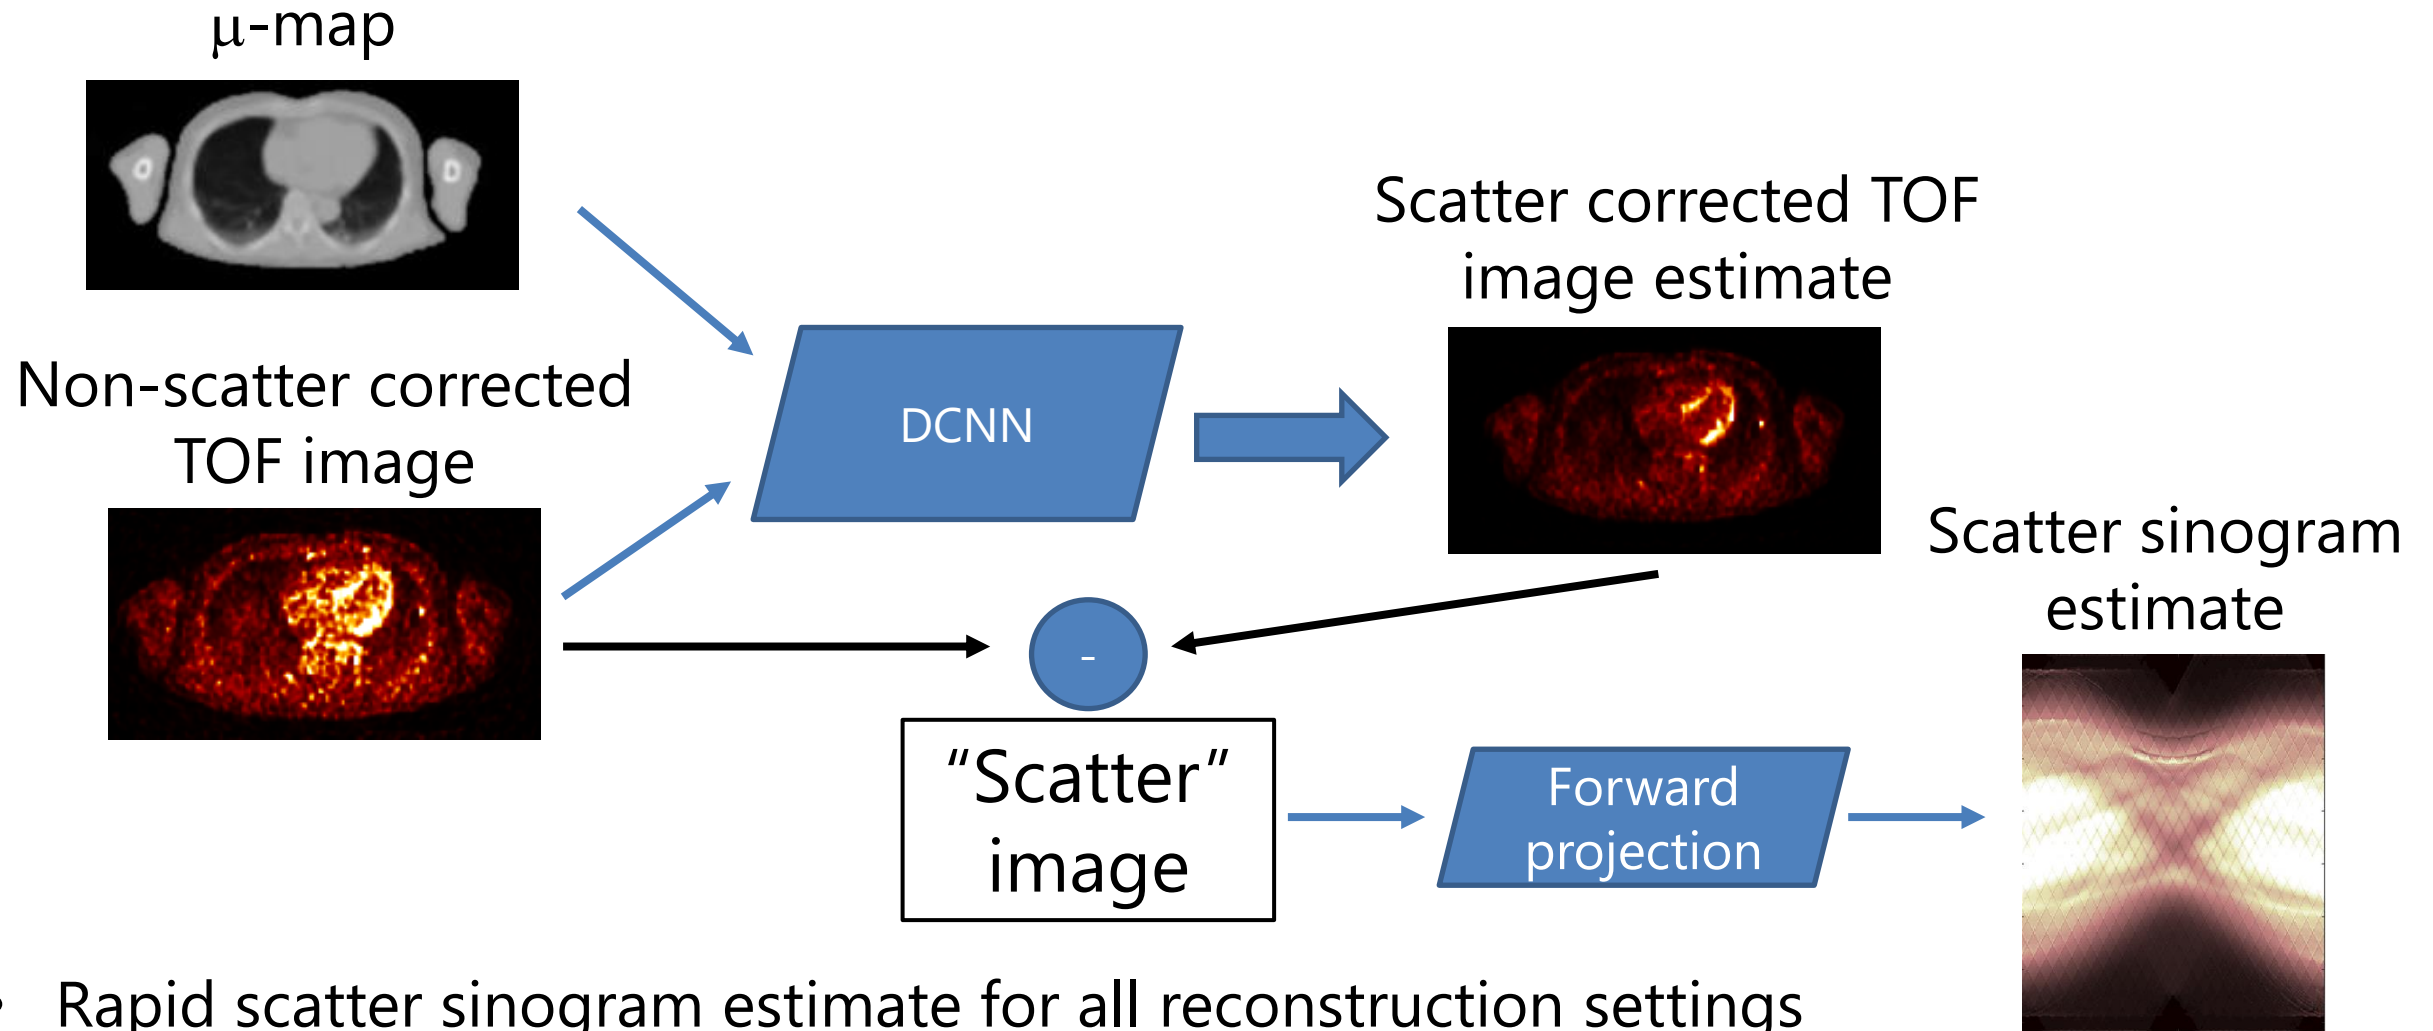 μ-map
Non-scatter corrected
TOF image
DCNN
Scatter corrected TOF
image estimate
-
“Scatter”
image
Forward
projection
Scatter sinogram
estimate
• Rapid scatter sinogram estimate for all reconstruction settings